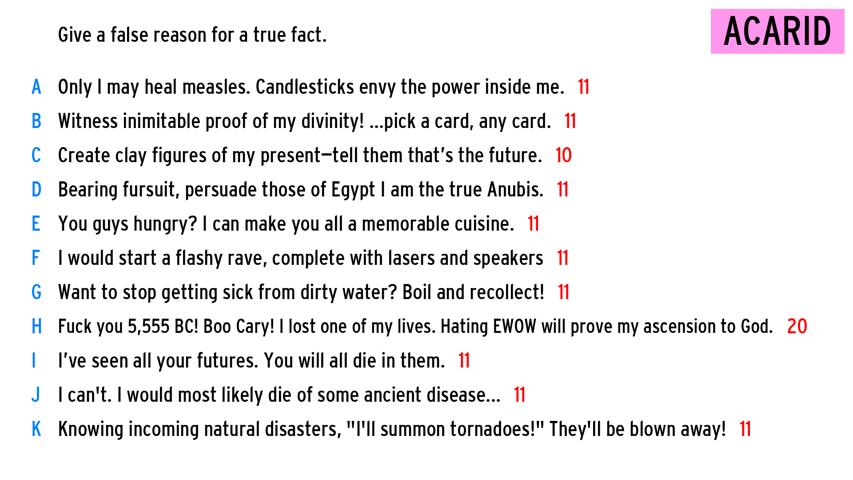 Give a false reason for a true fact.
ACARID
A Only I may heal measles. Candlesticks envy the power inside me. 11
B Witness inimitable proof of my divinity! ...pick a card, any card. 11
C Create clay figures of my present—tell them that's the future. 10
D Bearing fursuit, persuade those of Egypt I am the true Anubis. 11
E You guys hungry? I can make you all a memorable cuisine. 11
F I would start a flashy rave, complete with lasers and speakers 11
G Want to stop getting sick from dirty water? Boil and recollect! 11
H Fuck you 5,555 BC! Boo Cary! I lost one of my lives. Hating EWOW will prove my ascension to God. 20
I I've seen all your futures. You will all die in them. 11
J I can't. I would most likely die of some ancient disease... 11
K Knowing incoming natural disasters, "I'll summon tornadoes!" They'll be blown away! 11